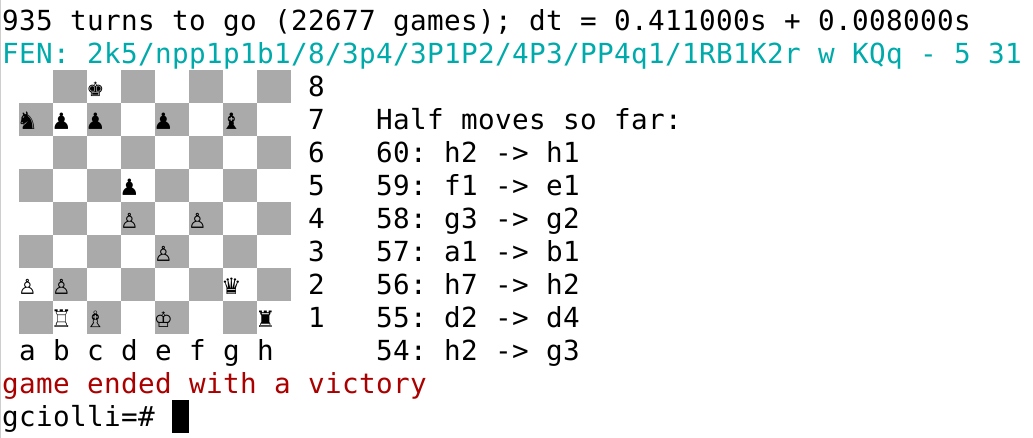 935 turns to go (22677 games); dt = 0.411000s + 0.008000s
FEN: 2k5/npp1p1b1/8/3p4/3P1P2/4P3/PP4q1/1RB1K2r w KQq - 5 31
♚ 8
♞ ♟ ♟ ♟ ♝ 7 Half moves so far:
6 60: h2 -> h1
♟ 5 59: f1 -> e1
♙ ♙ 4 58: g3 -> g2
♙ 3 57: a1 -> b1
♙ ♙ ♛ 2 56: h7 -> h2
♖ ♗ ♔ ♜ 1 55: d2 -> d4
a b c d e f g h 54: h2 -> g3
game ended with a victory
gciolli=#